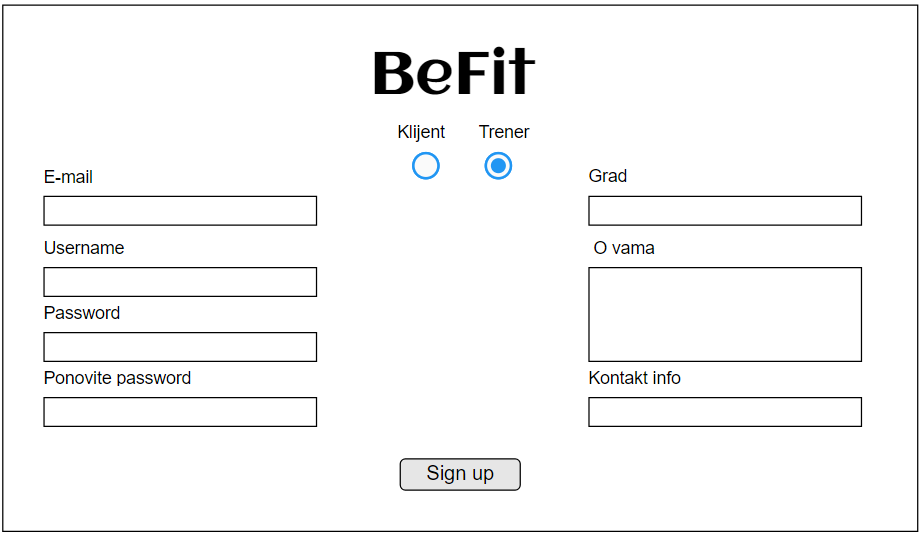 BeFit
Klijent Trener
E-mail
Username
Password
Ponovite password
Grad
O vama
Kontakt info
Sign up